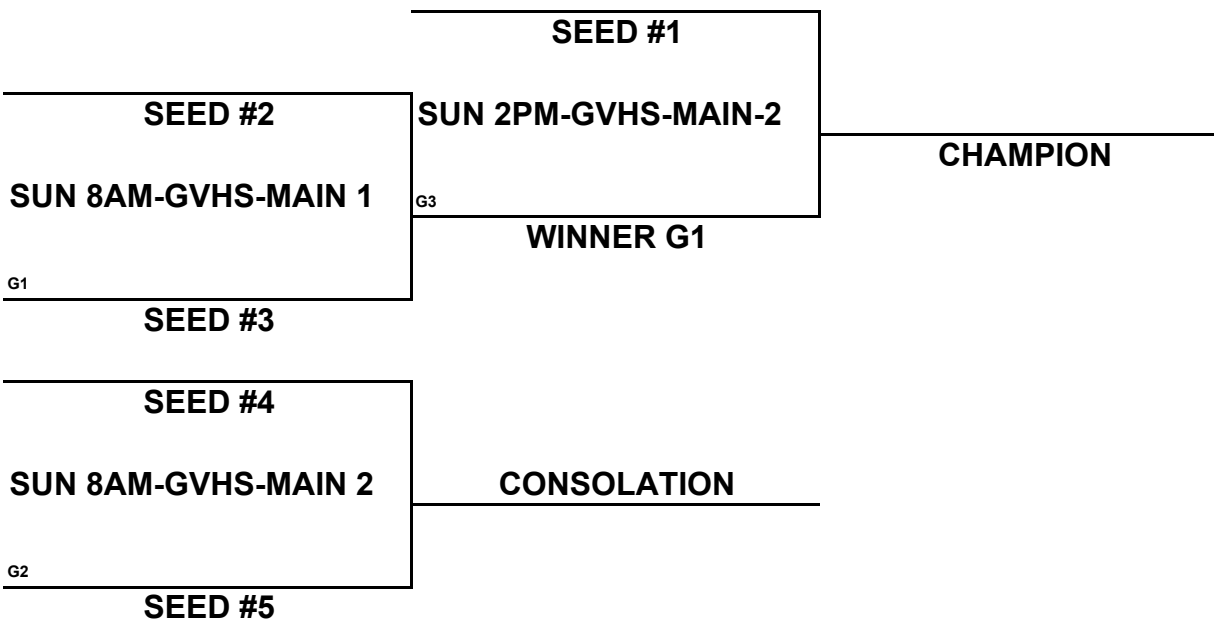 SEED #1
SEED #2
SUN 2PM-GVHS-MAIN-2
CHAMPION
SUN 8AM-GVHS-MAIN 1
G3
WINNER G1
G1
SEED #3
SEED #4
SUN 8AM-GVHS-MAIN 2
CONSOLATION
G2
SEED #5